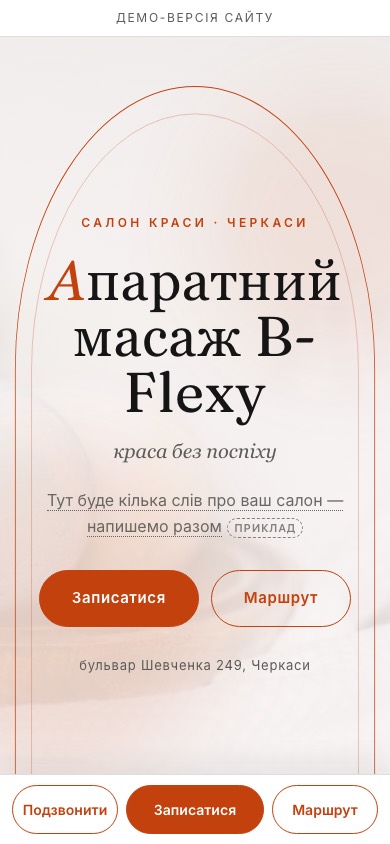 ДЕМО-ВЕРСІЯ САЙТУ
САЛОН КРАСИ · ЧЕРКАСИ
Апаратний
масаж B-
Flexy
краса без поспіху
Тут буде кілька слів про ваш салон —
напишемо разом ПРИКЛАД
Записатися Маршрут
бульвар Шевченка 249, Черкаси
Подзвонити Записатися Маршрут